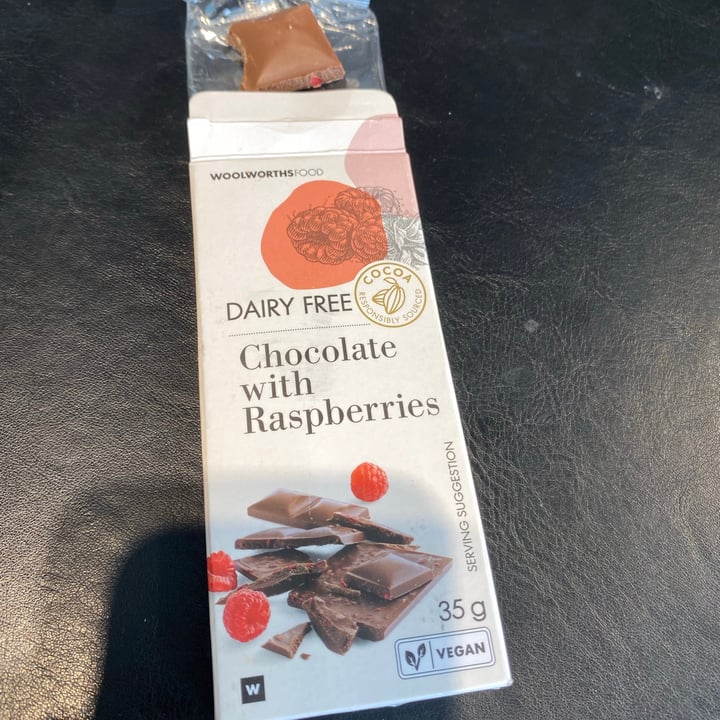 WOOLWORTHSFOOD
COCOA
RESPONSIBLY SOURCED
DAIRY FREE
Chocolate
with
Raspberries
SERVING SUGGESTION
35 g
VEGAN
W